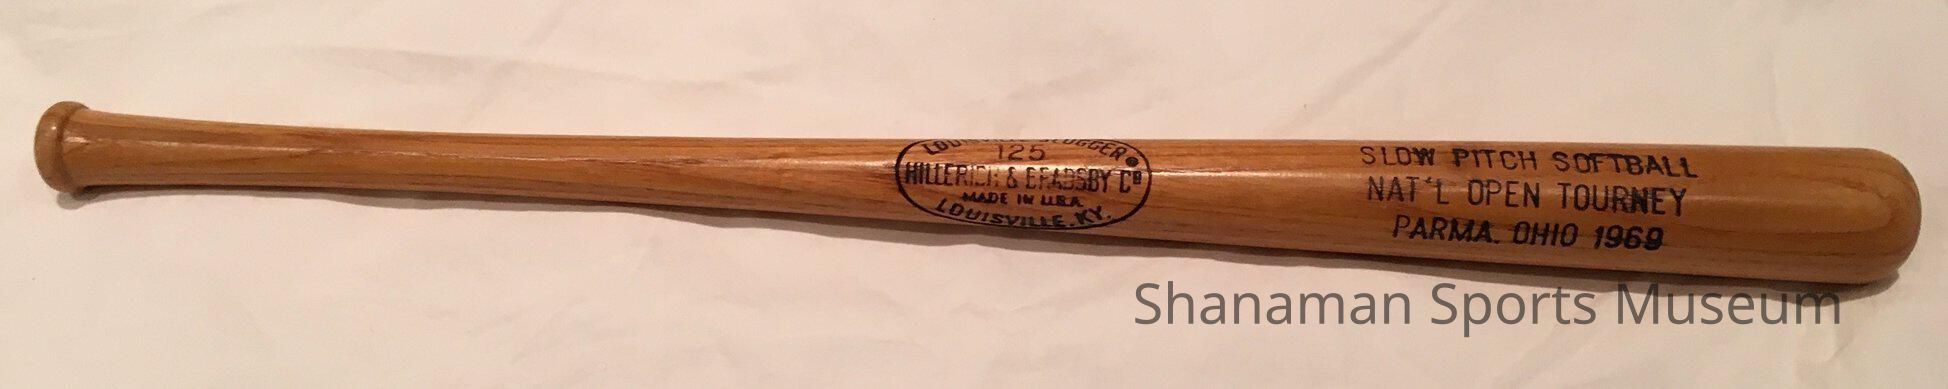 LOUISVILLE SLUGGER
125
HILLERICH & BRADSBY Cº
MADE IN U.S.A.
LOUISVILLE, KY.
SLOW PITCH SOFTBALL
NAT'L OPEN TOURNEY
PARMA, OHIO 1969
Shanaman Sports Museum